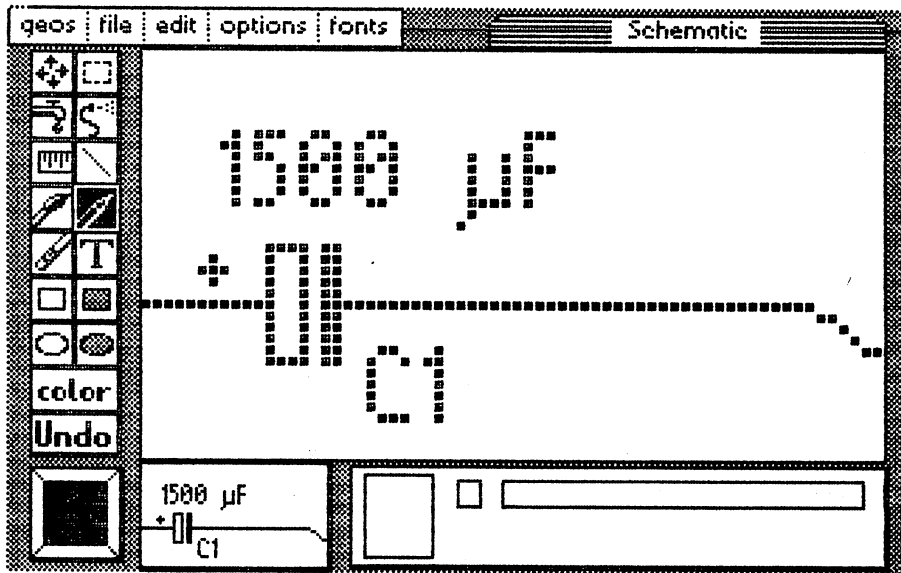 geos file edit options fonts Schematic
1500 µF
+
C1
T
color
Undo
1500 µF
+
C1